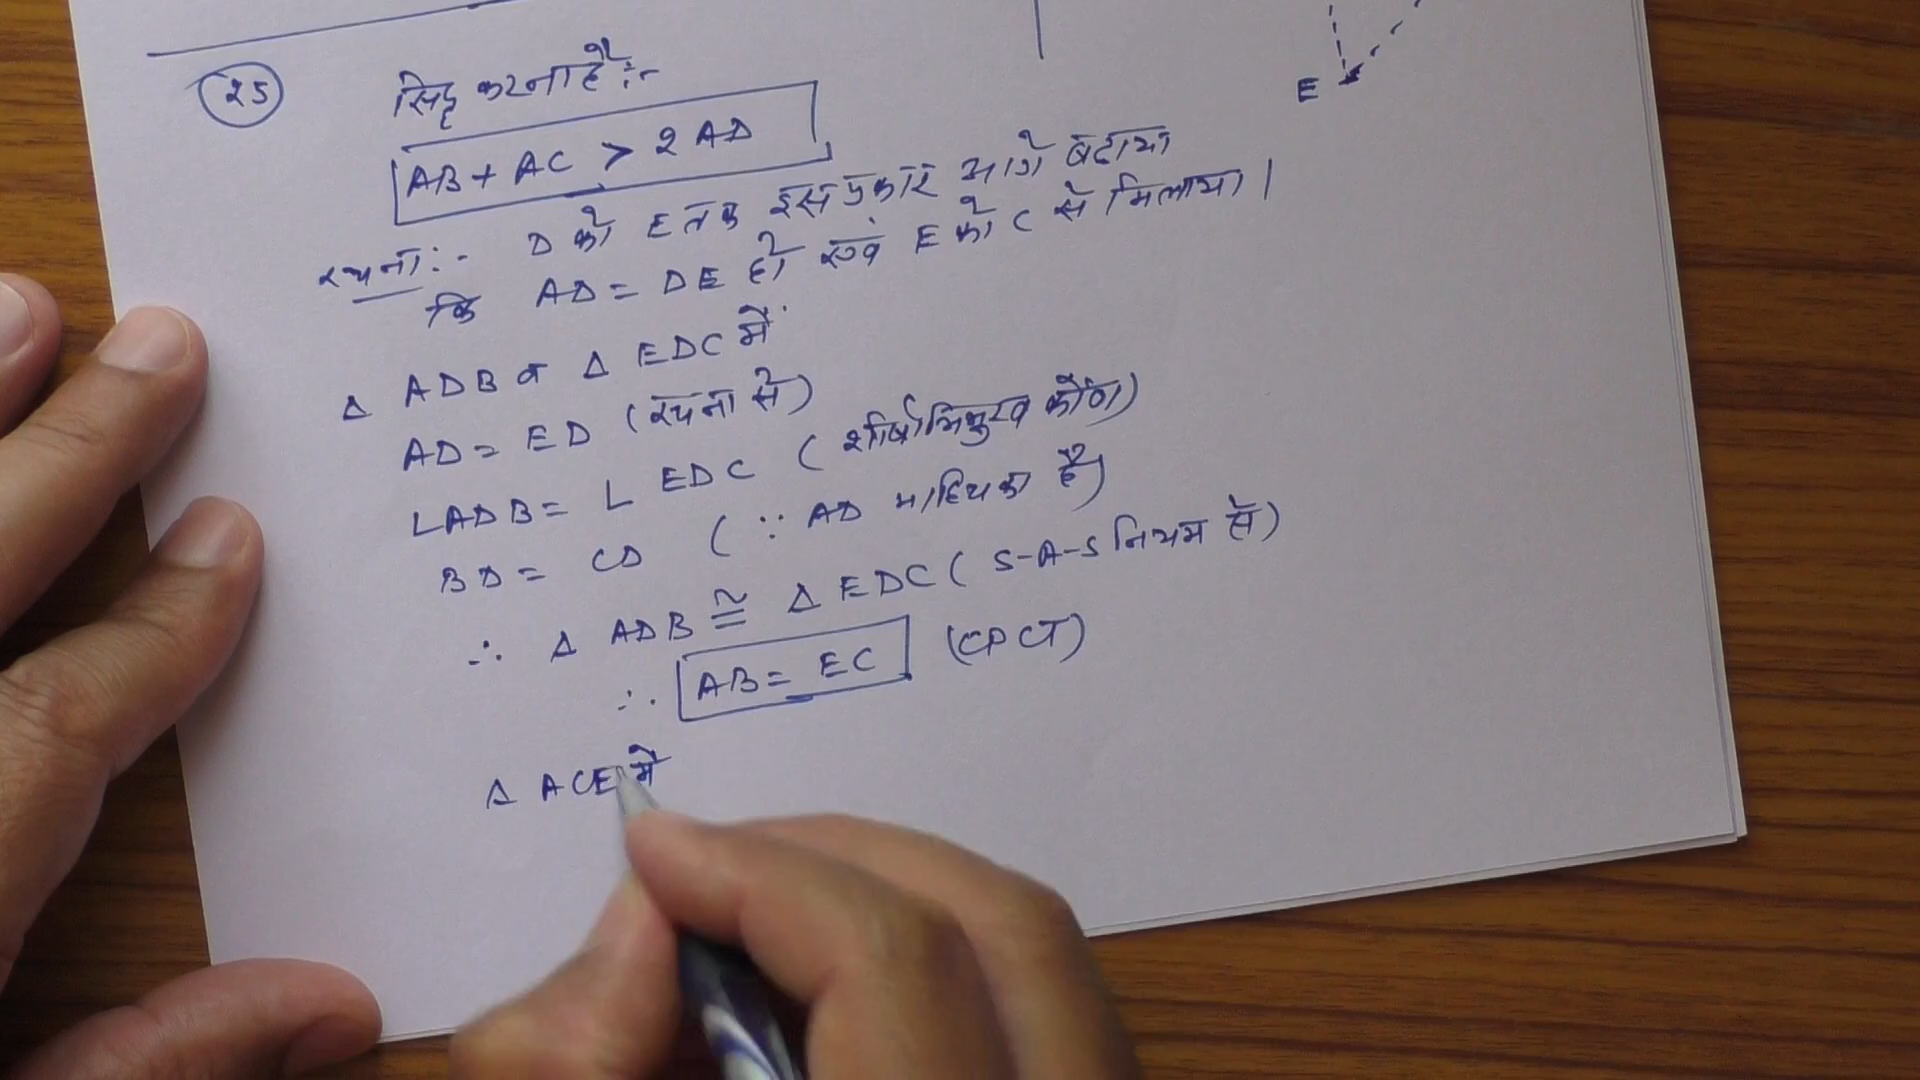 E
25 सिद्ध करना है :-
AB + AC > 2 AD
रचना :- D को E तक इस प्रकार आगे बढ़ाया
कि AD = DE हो एवं E को C से मिलाया।
Δ ADB व Δ EDC में
AD = ED (रचना से)
∠ADB = ∠EDC (शीर्षाभिमुख कोण)
BD = CD (∵ AD माध्यिका है)
∴ Δ ADB ≅ Δ EDC (S-A-S नियम से)
∴ AB = EC (CPCT)
Δ ACE में